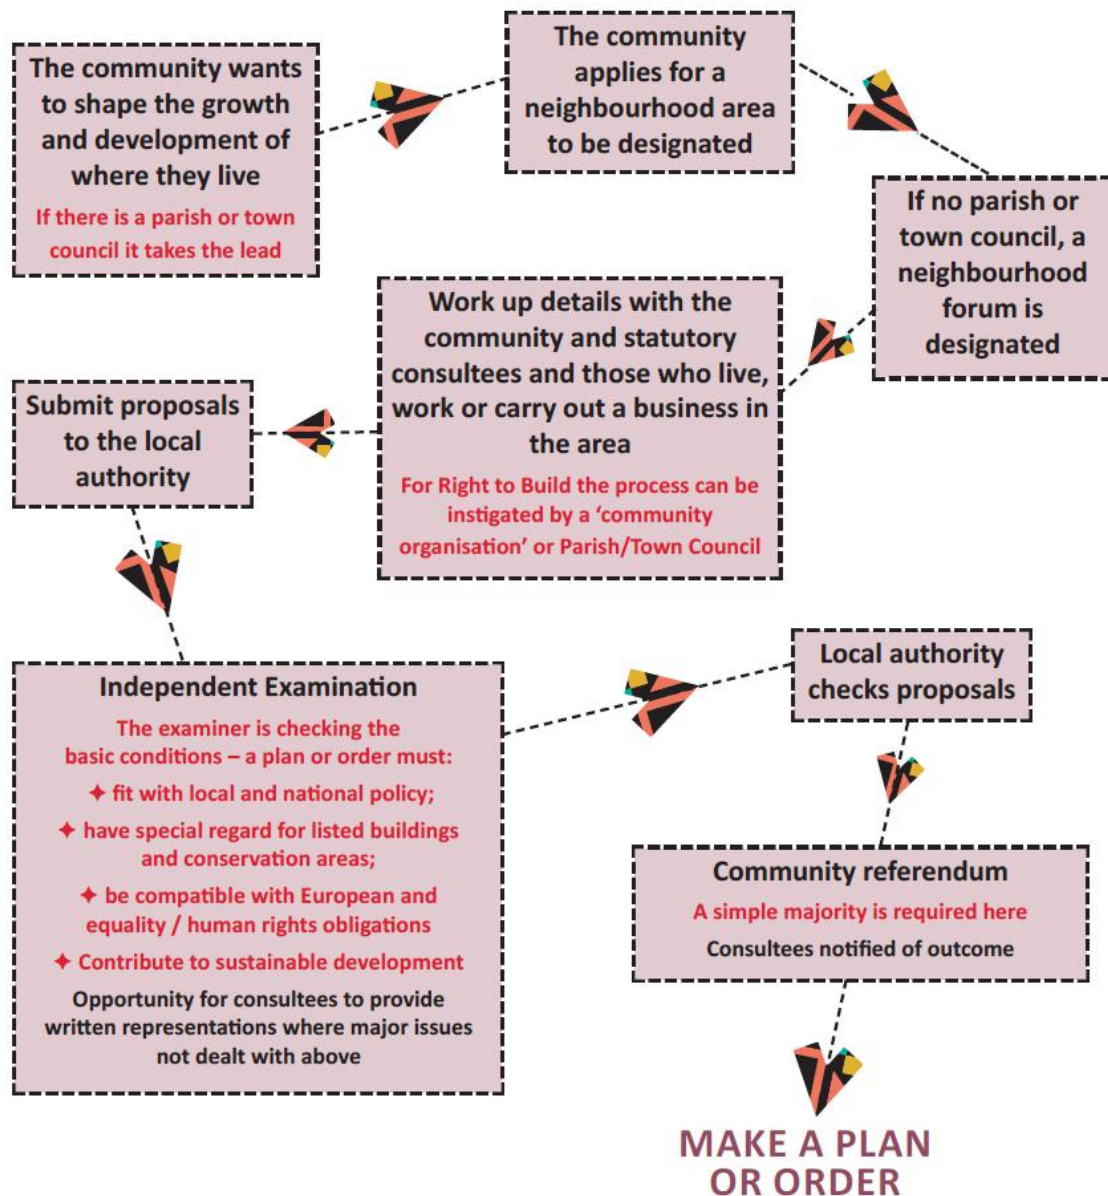 The community wants
to shape the growth
and development of
where they live
If there is a parish or town
council it takes the lead
The community
applies for a
neighbourhood area
to be designated
If no parish or
town council, a
neighbourhood
forum is
designated
Work up details with the
community and statutory
consultees and those who live,
work or carry out a business in
the area
For Right to Build the process can be
instigated by a ‘community
organisation’ or Parish/Town Council
Submit proposals
to the local
authority
Independent Examination
The examiner is checking the
basic conditions – a plan or order must:
✦ fit with local and national policy;
✦ have special regard for listed buildings
and conservation areas;
✦ be compatible with European and
equality / human rights obligations
✦ Contribute to sustainable development
Opportunity for consultees to provide
written representations where major issues
not dealt with above
Local authority
checks proposals
Community referendum
A simple majority is required here
Consultees notified of outcome
MAKE A PLAN
OR ORDER